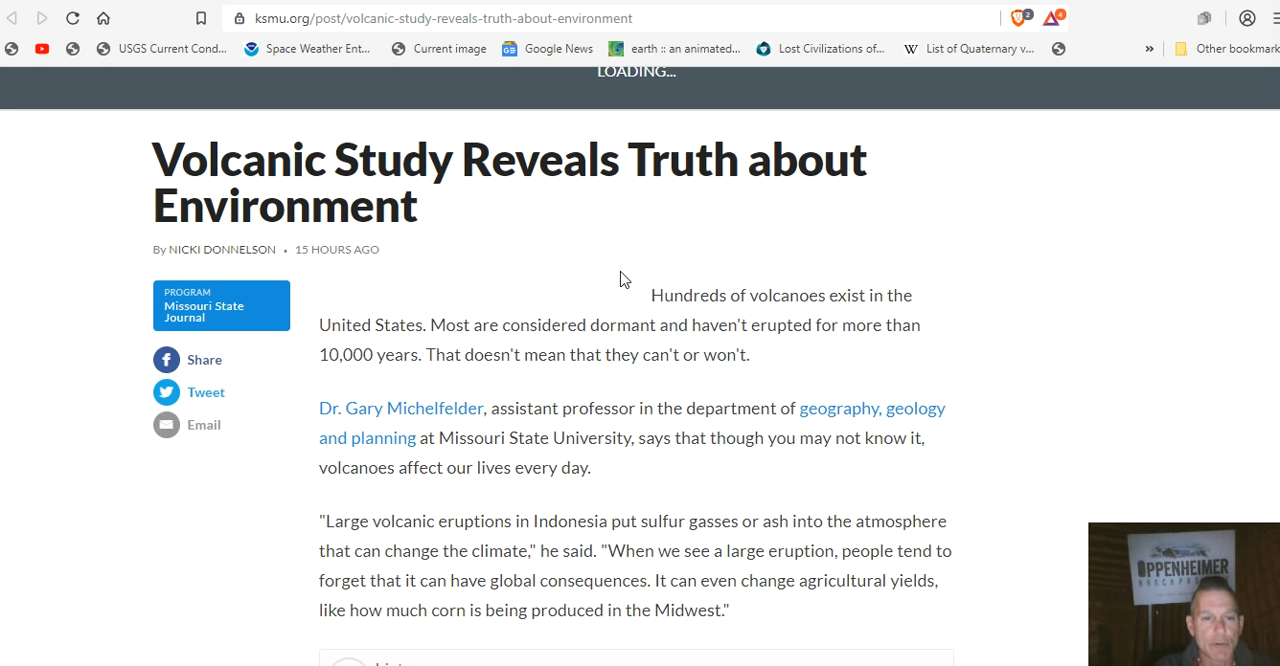 ksmu.org/post/volcanic-study-reveals-truth-about-environment
2
4
USGS Current Cond...
Space Weather Ent...
Current image
Google News
earth :: an animated...
Lost Civilizations of...
W
List of Quaternary v...
»
Other bookmark
LOADING...
Volcanic Study Reveals Truth about
Environment
By NICKI DONNELSON • 15 HOURS AGO
PROGRAM
Missouri State
Journal
Share
Tweet
Email
Hundreds of volcanoes exist in the
United States. Most are considered dormant and haven't erupted for more than
10,000 years. That doesn't mean that they can't or won't.
Dr. Gary Michelfelder, assistant professor in the department of geography, geology
and planning at Missouri State University, says that though you may not know it,
volcanoes affect our lives every day.
"Large volcanic eruptions in Indonesia put sulfur gasses or ash into the atmosphere
that can change the climate," he said. "When we see a large eruption, people tend to
forget that it can have global consequences. It can even change agricultural yields,
like how much corn is being produced in the Midwest."
OPPENHEIMER